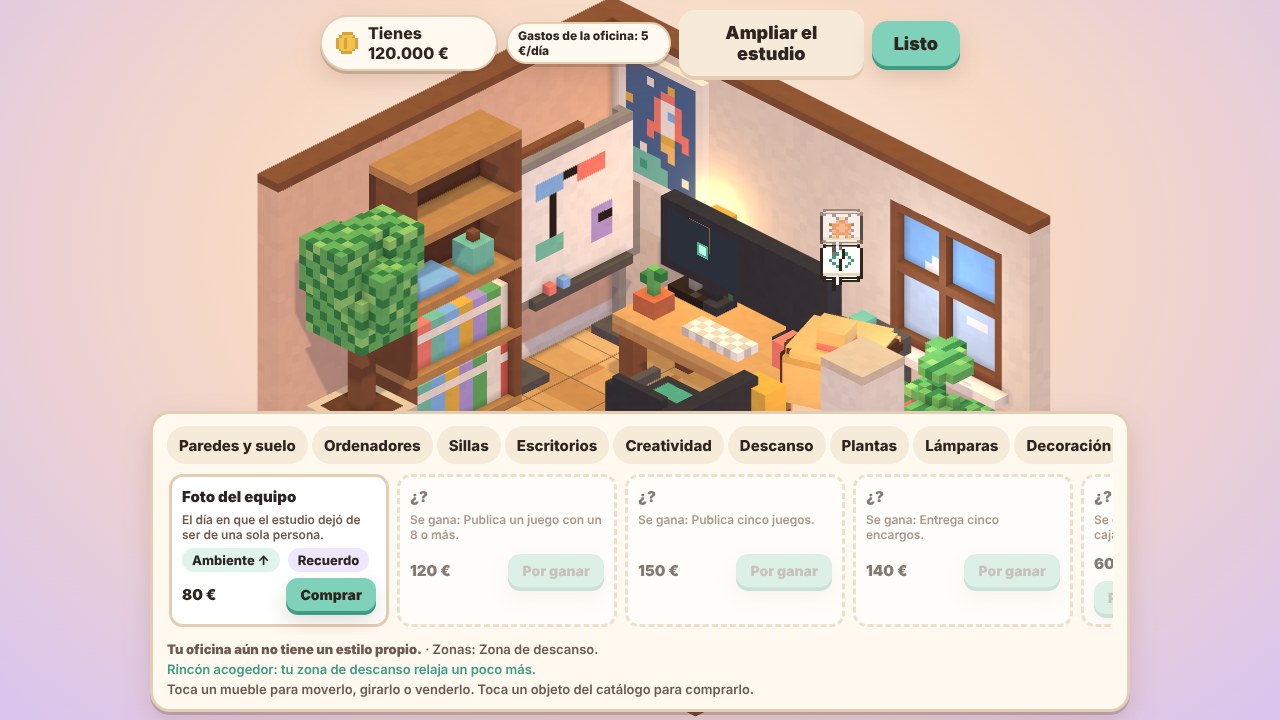 Tienes
120.000 €
Gastos de la oficina: 5
€/día
Ampliar el
estudio
Listo
Paredes y suelo
Ordenadores
Sillas
Escritorios
Creatividad
Descanso
Plantas
Lámparas
Decoración
Foto del equipo
El día en que el estudio dejó de
ser de una sola persona.
Ambiente ↑
Recuerdo
80 €
Comprar
¿?
Se gana: Publica un juego con un
8 o más.
120 €
Por ganar
¿?
Se gana: Publica cinco juegos.
150 €
Por ganar
¿?
Se gana: Entrega cinco
encargos.
140 €
Por ganar
¿?
Se
Tu oficina aún no tiene un estilo propio. · Zonas: Zona de descanso.
Rincón acogedor: tu zona de descanso relaja un poco más.
Toca un mueble para moverlo, girarlo o venderlo. Toca un objeto del catálogo para comprarlo.